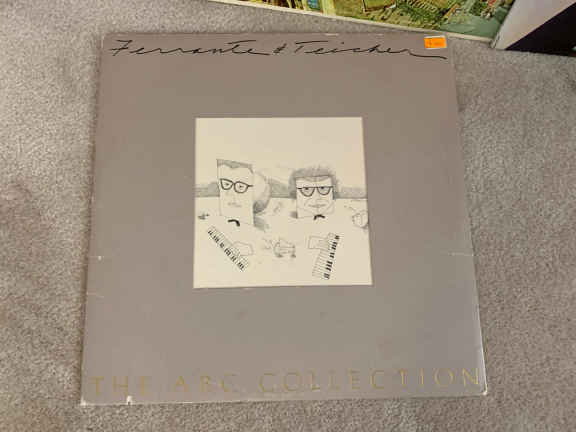 Ferrante & Teicher
THE ABC COLLECTION